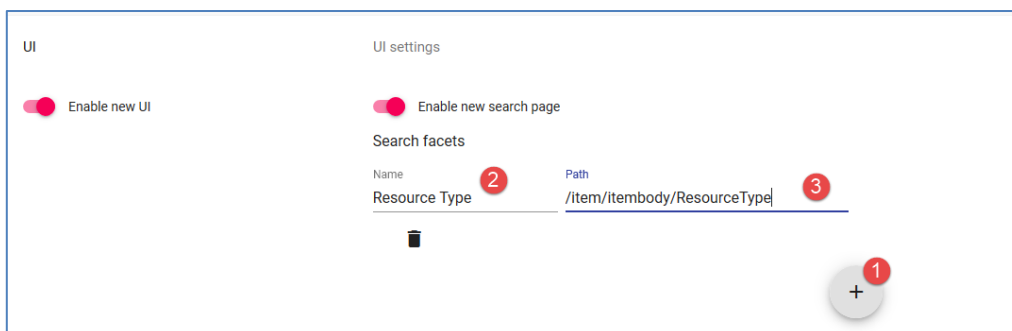 UI
UI settings
Enable new UI
Enable new search page
Search facets
Name
Path
Resource Type
2
/item/itembody/ResourceType
3
1
+